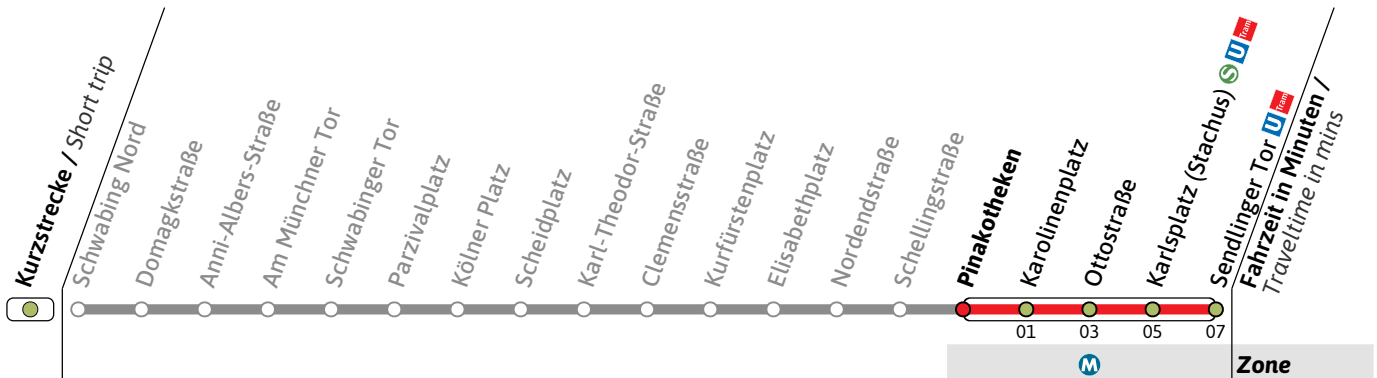 Kurzstrecke / Short trip
Schwabing Nord
Domagkstraße
Anni-Albers-Straße
Am Münchner Tor
Schwabinger Tor
Parzivalplatz
Kölner Platz
Scheidplatz
Karl-Theodor-Straße
Clemensstraße
Kurfürstenplatz
Elisabethplatz
Nordendstraße
Schellingstraße
Pinakotheken
Karolinenplatz
Ottostraße
Karlsplatz (Stachus) S U Tram
Sendlinger Tor U Tram
Fahrzeit in Minuten /
Traveltime in mins
01 03 05 07
M Zone